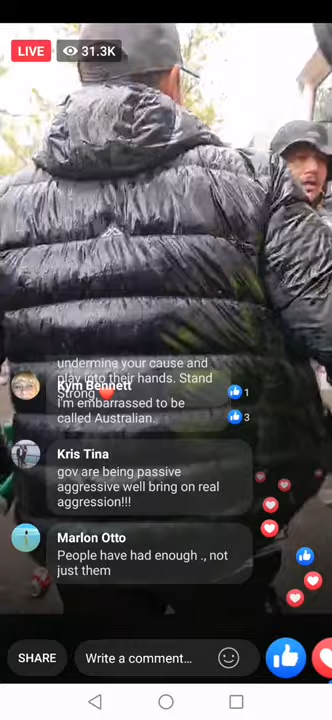 LIVE
31.3K
undermine your cause and
play into their hands. Stand
Strong
1
Kym Bennett
I'm embarrassed to be
called Australian.
3
Kris Tina
gov are being passive
aggressive well bring on real
aggression!!!
Marlon Otto
People have had enough ., not
just them
SHARE
Write a comment...